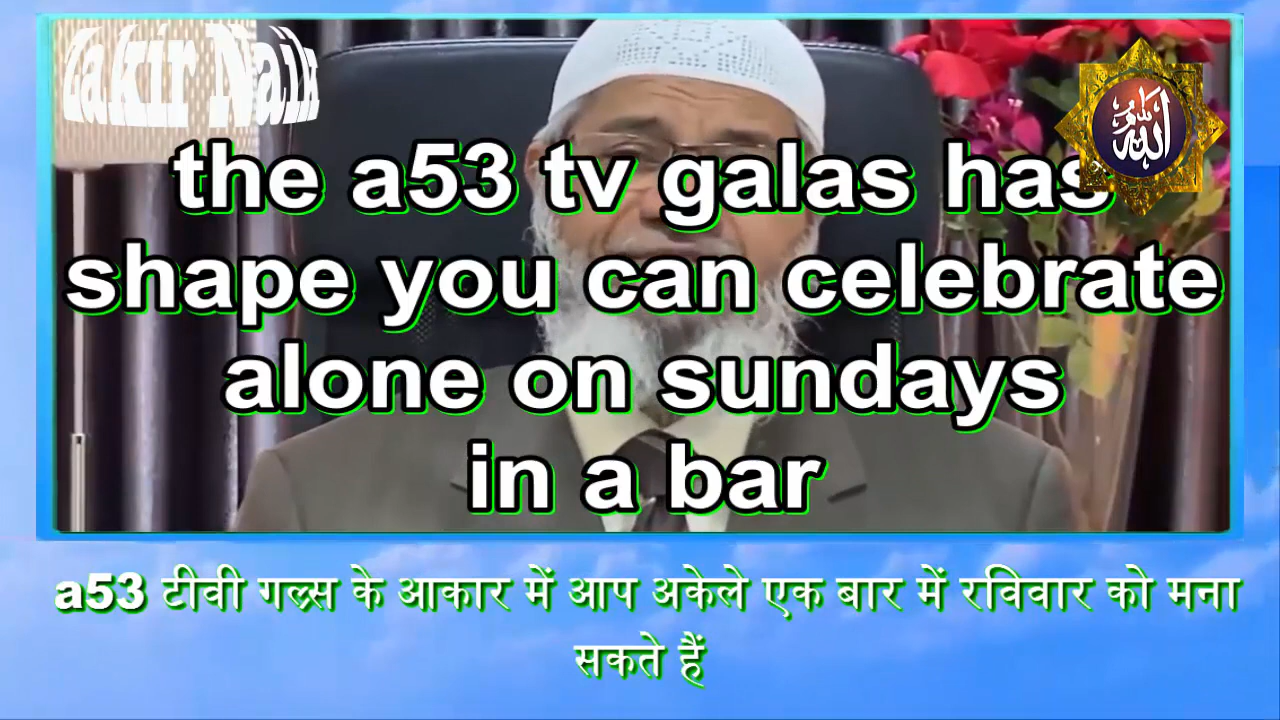 Zakir Naik
الله
the a53 tv galas has
shape you can celebrate
alone on sundays
in a bar
a53 टीवी गल्स के आकार में आप अकेले एक बार में रविवार को मना
सकते हैं